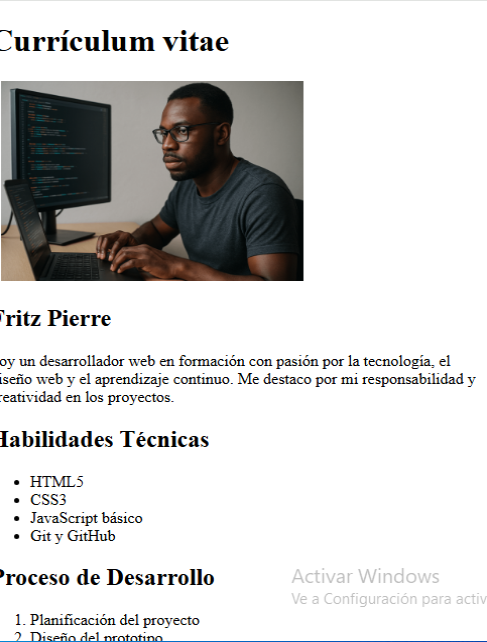 Currículum vitae
Fritz Pierre
oy un desarrollador web en formación con pasión por la tecnología, el
iseño web y el aprendizaje continuo. Me destaco por mi responsabilidad y
reatividad en los proyectos.
Habilidades Técnicas
• HTML5
• CSS3
• JavaScript básico
• Git y GitHub
Proceso de Desarrollo
1. Planificación del proyecto
2. Diseño del prototipo
Activar Windows
Ve a Configuración para activ